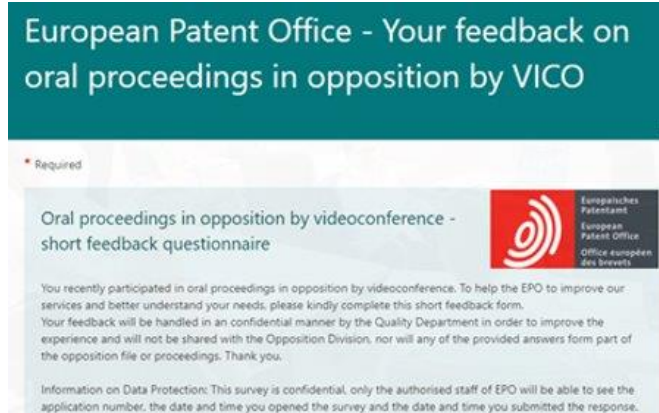 European Patent Office - Your feedback on
oral proceedings in opposition by VICO
* Required
Oral proceedings in opposition by videoconference -
short feedback questionnaire
Europäisches
Patentamt
European
Patent Office
Office européen
des brevets
You recently participated in oral proceedings in opposition by videoconference. To help the EPO to improve our
services and better understand your needs, please kindly complete this short feedback form.
Your feedback will be handled in an confidential manner by the Quality Department in order to improve the
experience and will not be shared with the Opposition Division, nor will any of the provided answers form part of
the opposition file or proceedings. Thank you.
Information on Data Protection: This survey is confidential, only the authorised staff of EPO will be able to see the
application number, the date and time you opened the survey and the date and time you submitted the response.